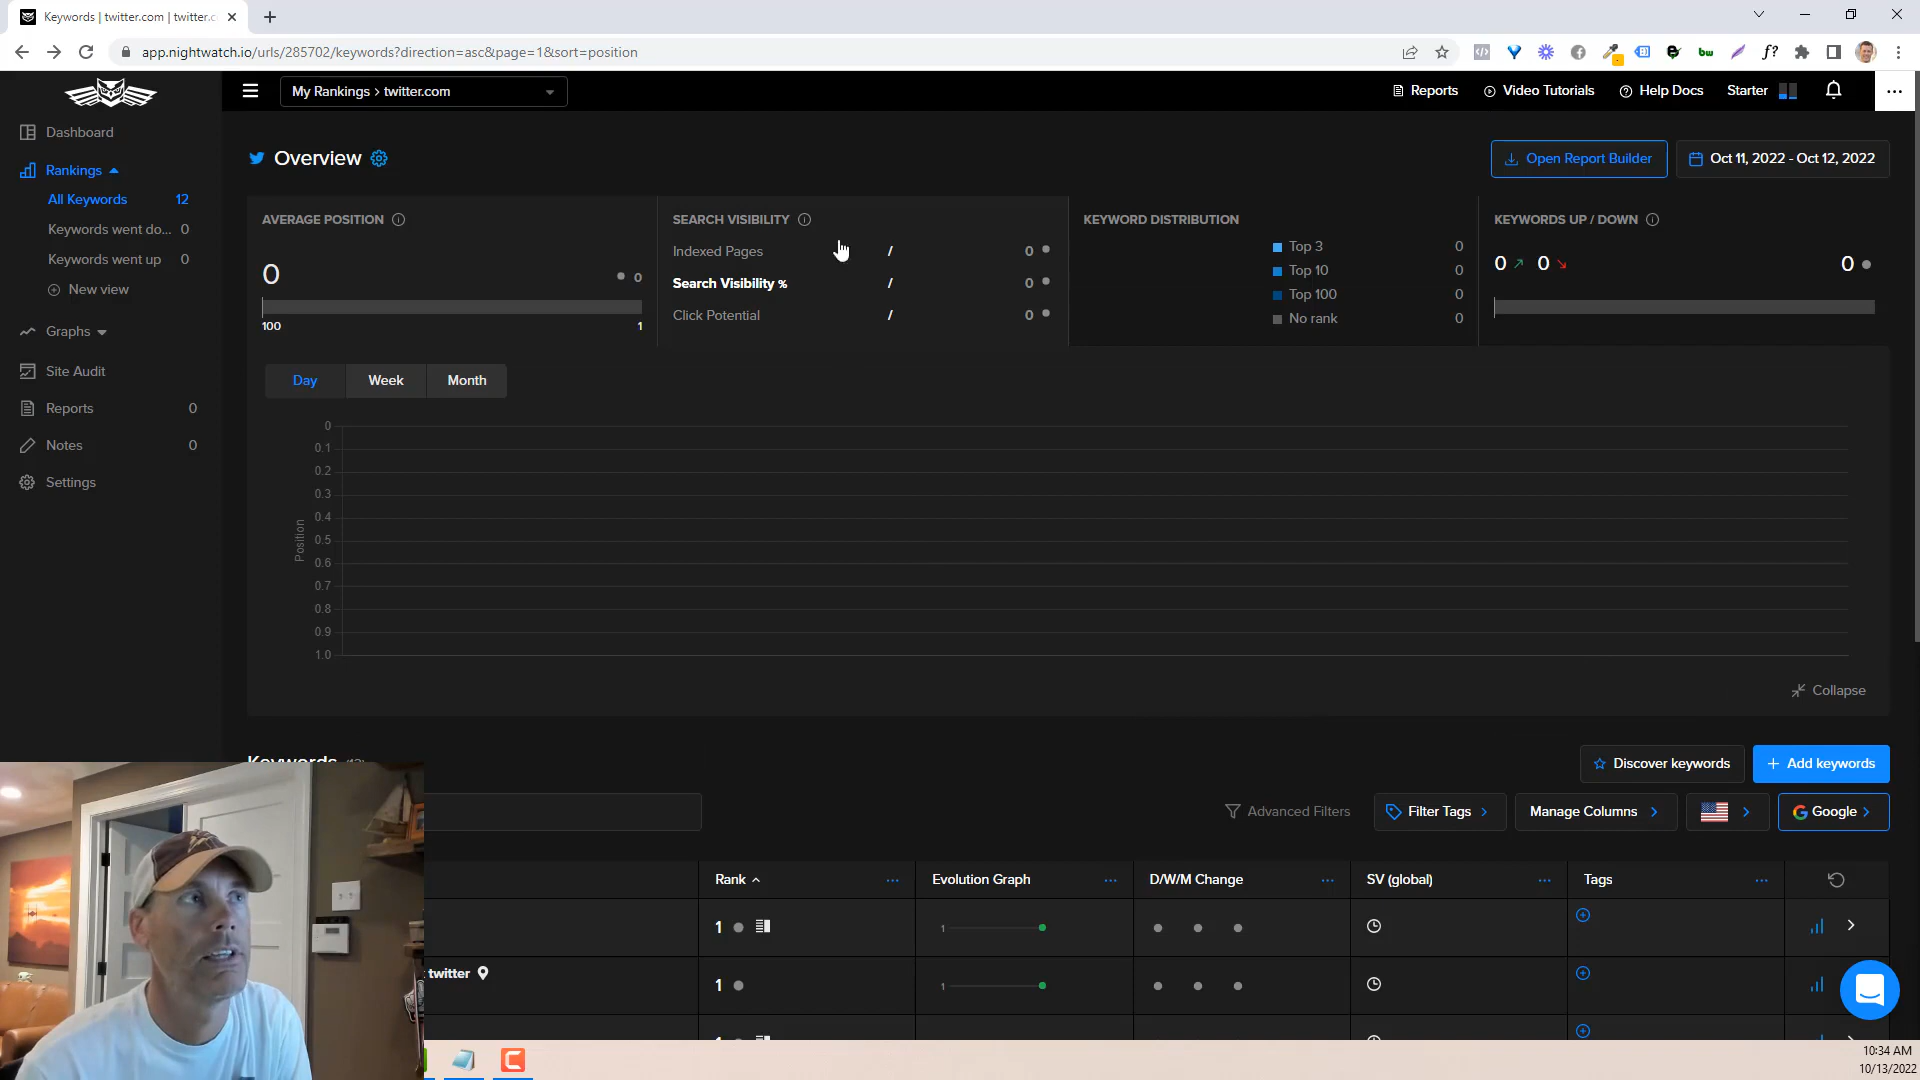 Keywords | twitter.com | twitter.c
app.nightwatch.io/urls/285702/keywords?direction=asc&page=1&sort=position
bw
f?
My Rankings > twitter.com
Reports
Video Tutorials
Help Docs
Starter
Dashboard
Rankings
All Keywords 12
Keywords went do... 0
Keywords went up 0
New view
Graphs
Site Audit
Reports 0
Notes 0
Settings
Overview
Open Report Builder
Oct 11, 2022 - Oct 12, 2022
AVERAGE POSITION
0
0
100
1
SEARCH VISIBILITY
Indexed Pages / 0
Search Visibility % / 0
Click Potential / 0
KEYWORD DISTRIBUTION
Top 3 0
Top 10 0
Top 100 0
No rank 0
KEYWORDS UP / DOWN
0 0 0
Day
Week
Month
Position
0
0.1
0.2
0.3
0.4
0.5
0.6
0.7
0.8
0.9
1.0
Collapse
Discover keywords
+ Add keywords
Advanced Filters
Filter Tags
Manage Columns
Google
Rank
Evolution Graph
D/W/M Change
SV (global)
Tags
1
1
twitter
1
1
10:34 AM
10/13/2022